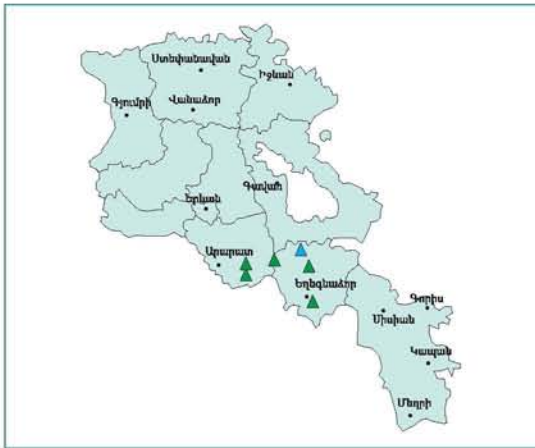 Ստեփանավան
Իջևան
Գյումրի
Վանաձոր
Գավառ
Երևան
Արարատ
Եղեգնաձոր
Գորիս
Սիսիան
Կապան
Մեղրի